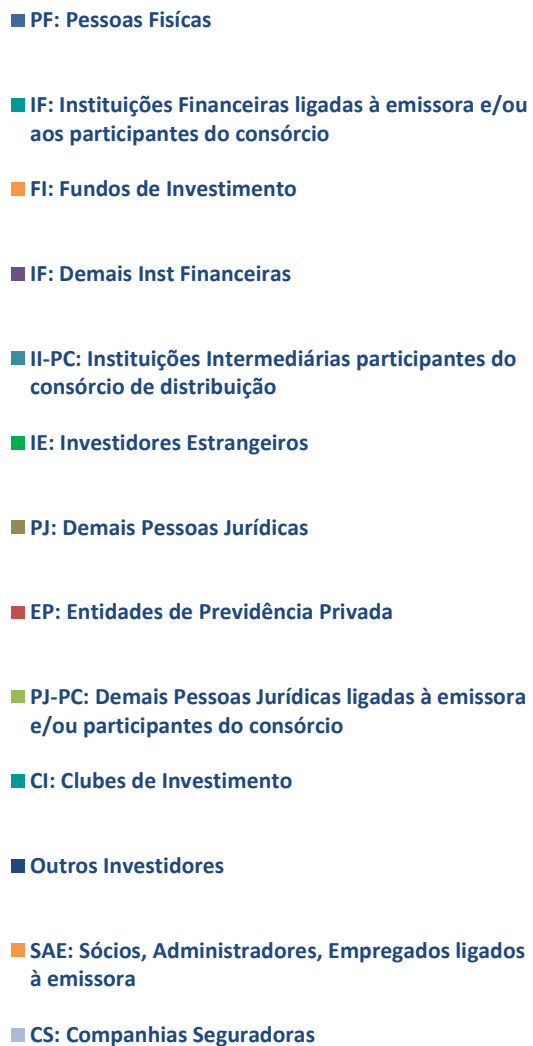 PF: Pessoas Fisícas
IF: Instituições Financeiras ligadas à emissora e/ou
aos participantes do consórcio
FI: Fundos de Investimento
IF: Demais Inst Financeiras
II-PC: Instituições Intermediárias participantes do
consórcio de distribuição
IE: Investidores Estrangeiros
PJ: Demais Pessoas Jurídicas
EP: Entidades de Previdência Privada
PJ-PC: Demais Pessoas Jurídicas ligadas à emissora
e/ou participantes do consórcio
CI: Clubes de Investimento
Outros Investidores
SAE: Sócios, Administradores, Empregados ligados
à emissora
CS: Companhias Seguradoras